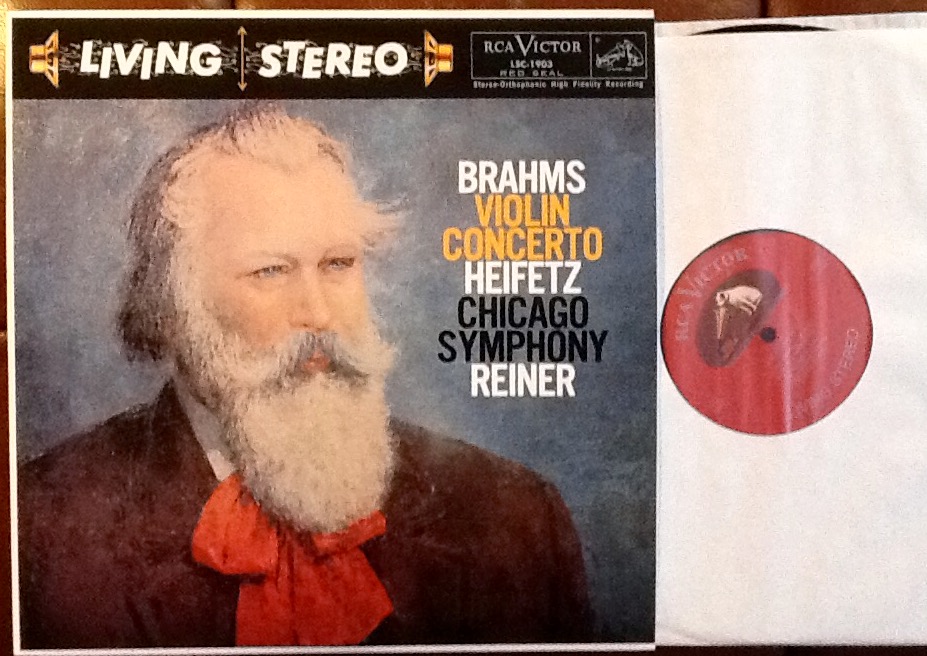 LIVING STEREO
RCA VICTOR
LSC-1903
RED SEAL
Stereo-Orthophonic High Fidelity Recording
BRAHMS
VIOLIN
CONCERTO
HEIFETZ
CHICAGO
SYMPHONY
REINER
RCA VICTOR
STEREO